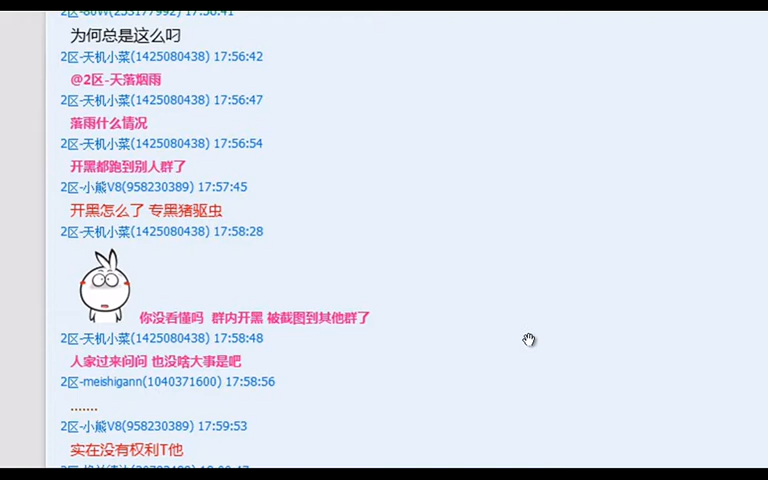 为何总是这么叼
2区-天机小菜(1425080438) 17:56:42
@2区-天落烟雨
2区-天机小菜(1425080438) 17:56:47
落雨什么情况
2区-天机小菜(1425080438) 17:56:54
开黑都跑到别人群了
2区-小熊V8(958230389) 17:57:45
开黑怎么了 专黑猪驱虫
2区-天机小菜(1425080438) 17:58:28
你没看懂吗 群内开黑 被截图到其他群了
2区-天机小菜(1425080438) 17:58:48
人家过来问问 也没啥大事是吧
2区-meishigann(1040371600) 17:58:56
.......
2区-小熊V8(958230389) 17:59:53
实在没有权利T他